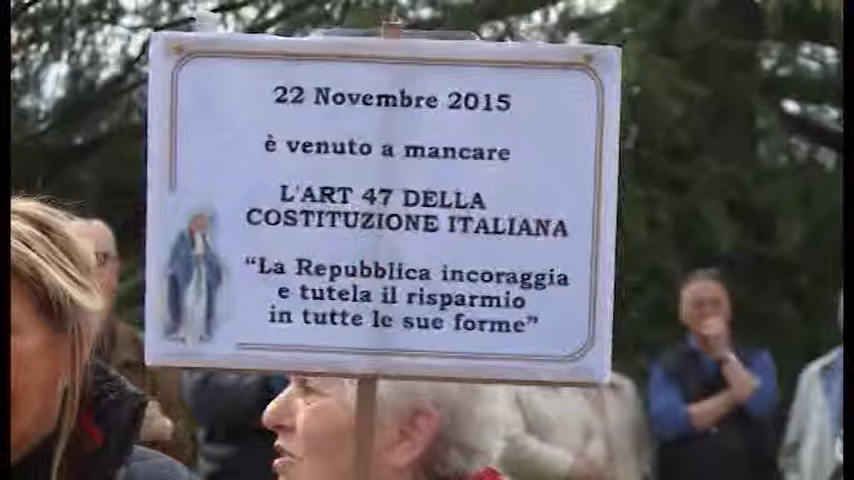 22 Novembre 2015
è venuto a mancare
L'ART 47 DELLA
COSTITUZIONE ITALIANA
"La Repubblica incoraggia
e tutela il risparmio
in tutte le sue forme"